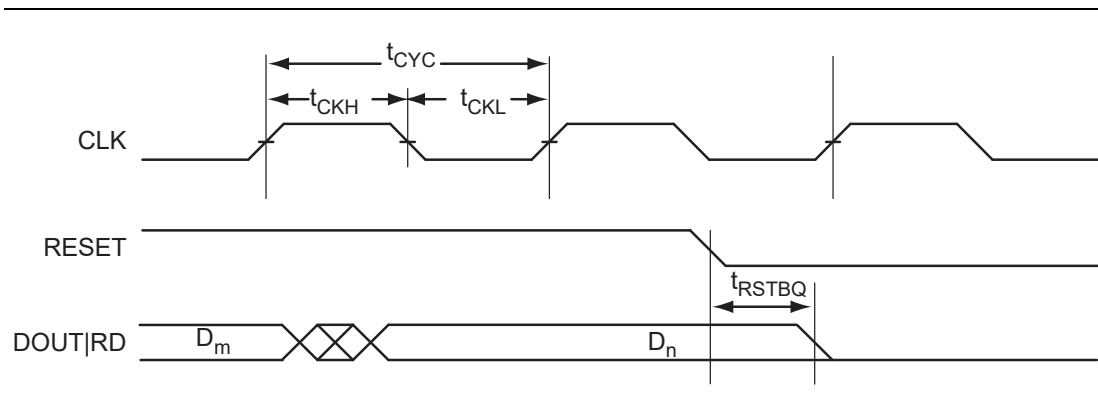 tCYC
tCKH tCKL
CLK
RESET
tRSTBQ
DOUT|RD Dm Dn